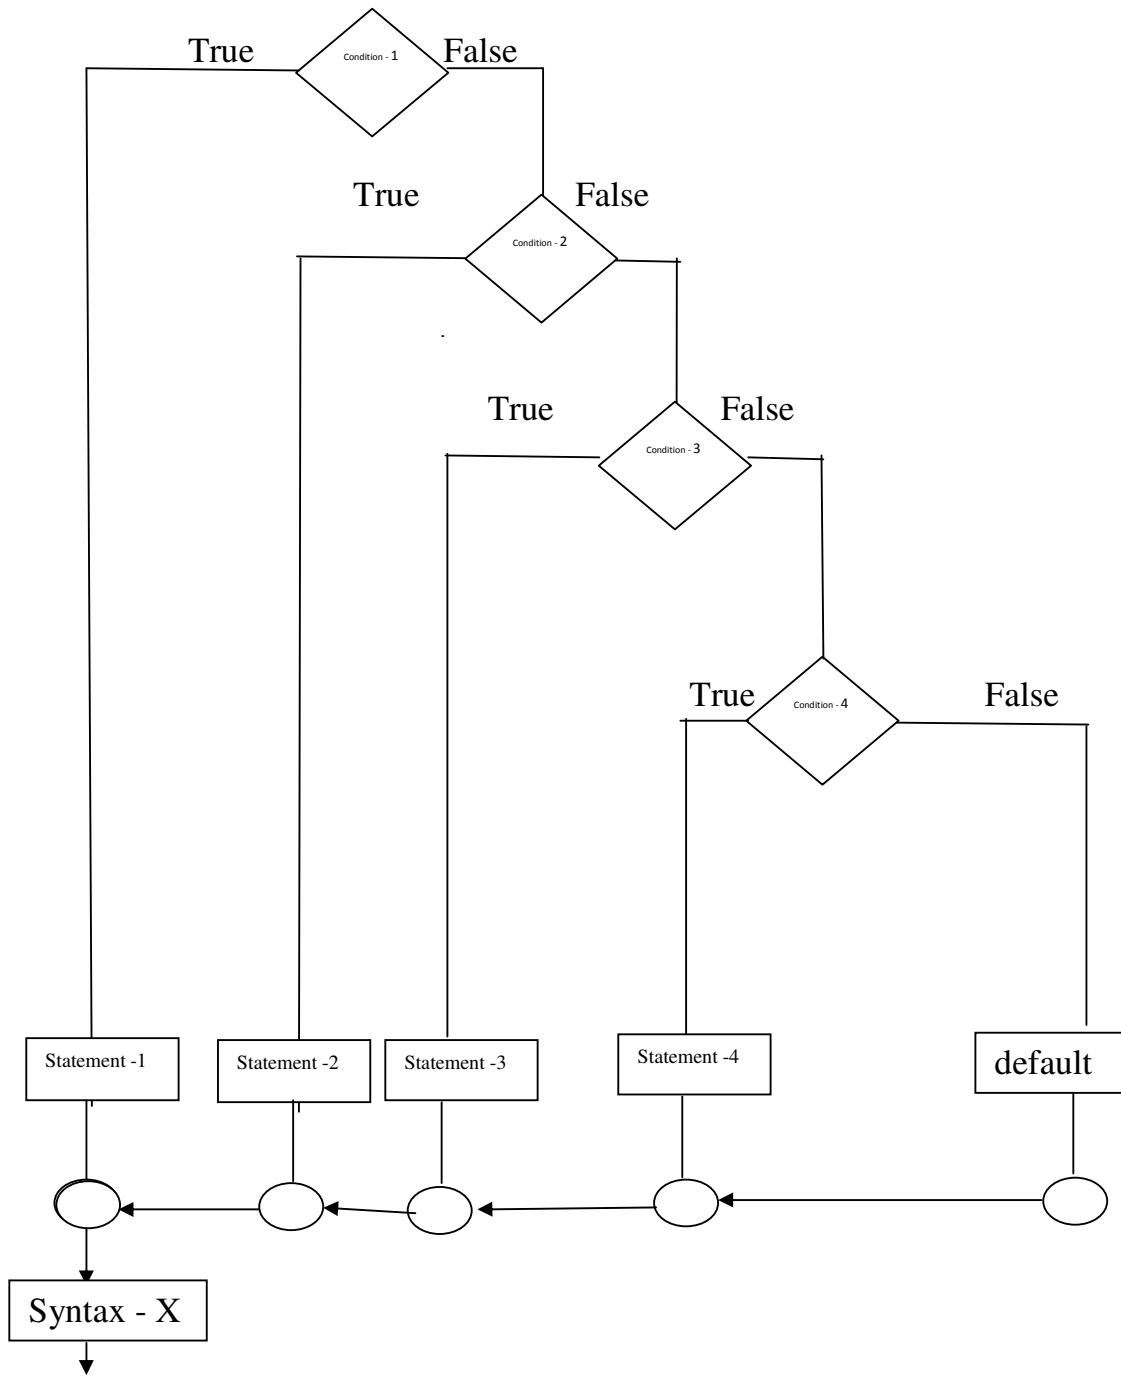 True
Condition - 1
False
True
False
Condition - 2
True
False
Condition - 3
True
Condition - 4
False
Statement -1
Statement -2
Statement -3
Statement -4
default
Syntax - X